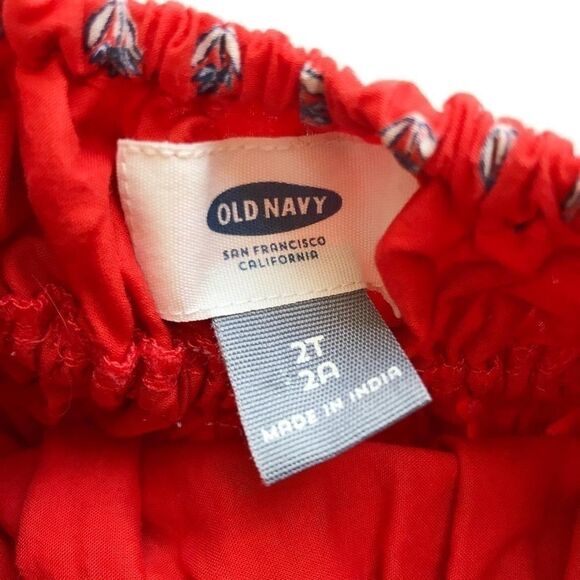 OLD NAVY
SAN FRANCISCO
CALIFORNIA
2T
2A
MADE IN INDIA